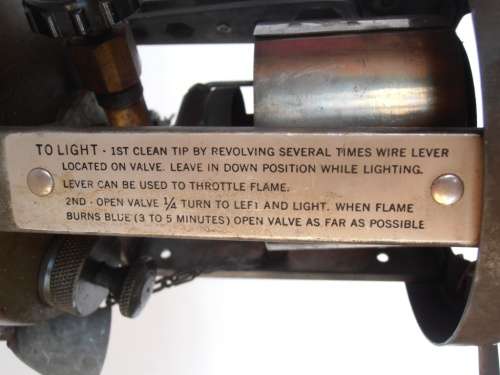 TO LIGHT - 1ST CLEAN TIP BY REVOLVING SEVERAL TIMES WIRE LEVER
LOCATED ON VALVE. LEAVE IN DOWN POSITION WHILE LIGHTING.
LEVER CAN BE USED TO THROTTLE FLAME.
2ND - OPEN VALVE ¼ TURN TO LEFT AND LIGHT. WHEN FLAME
BURNS BLUE (3 TO 5 MINUTES) OPEN VALVE AS FAR AS POSSIBLE